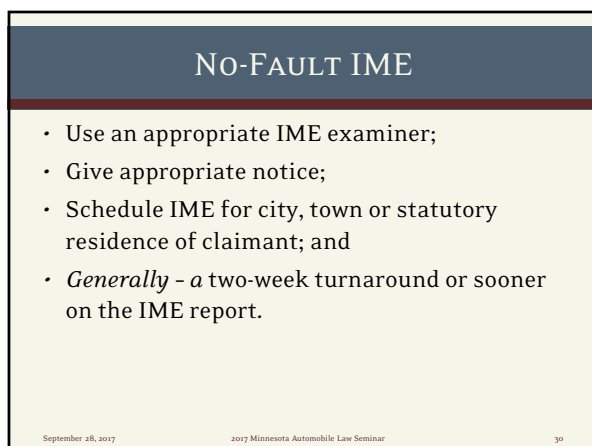 No-Fault IME
• Use an appropriate IME examiner;
• Give appropriate notice;
• Schedule IME for city, town or statutory
residence of claimant; and
• Generally – a two-week turnaround or sooner
on the IME report.
September 28, 2017 2017 Minnesota Automobile Law Seminar 30